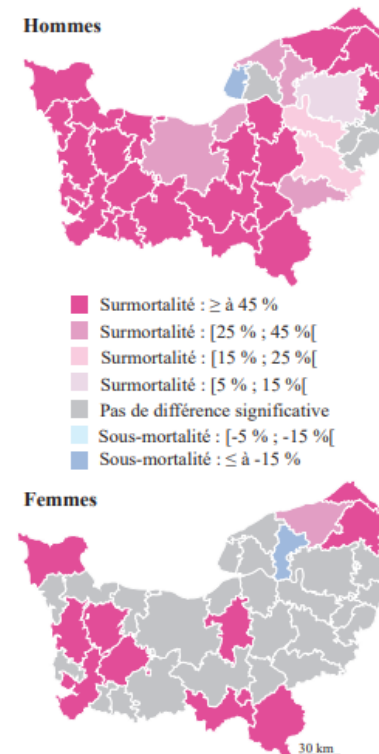 Hommes
Surmortalité : ≥ à 45 %
Surmortalité : [25 % ; 45 %[
Surmortalité : [15 % ; 25 %[
Surmortalité : [5 % ; 15 %[
Pas de différence significative
Sous-mortalité : [-5 % ; -15 %[
Sous-mortalité : ≤ à -15 %
Femmes
30 km